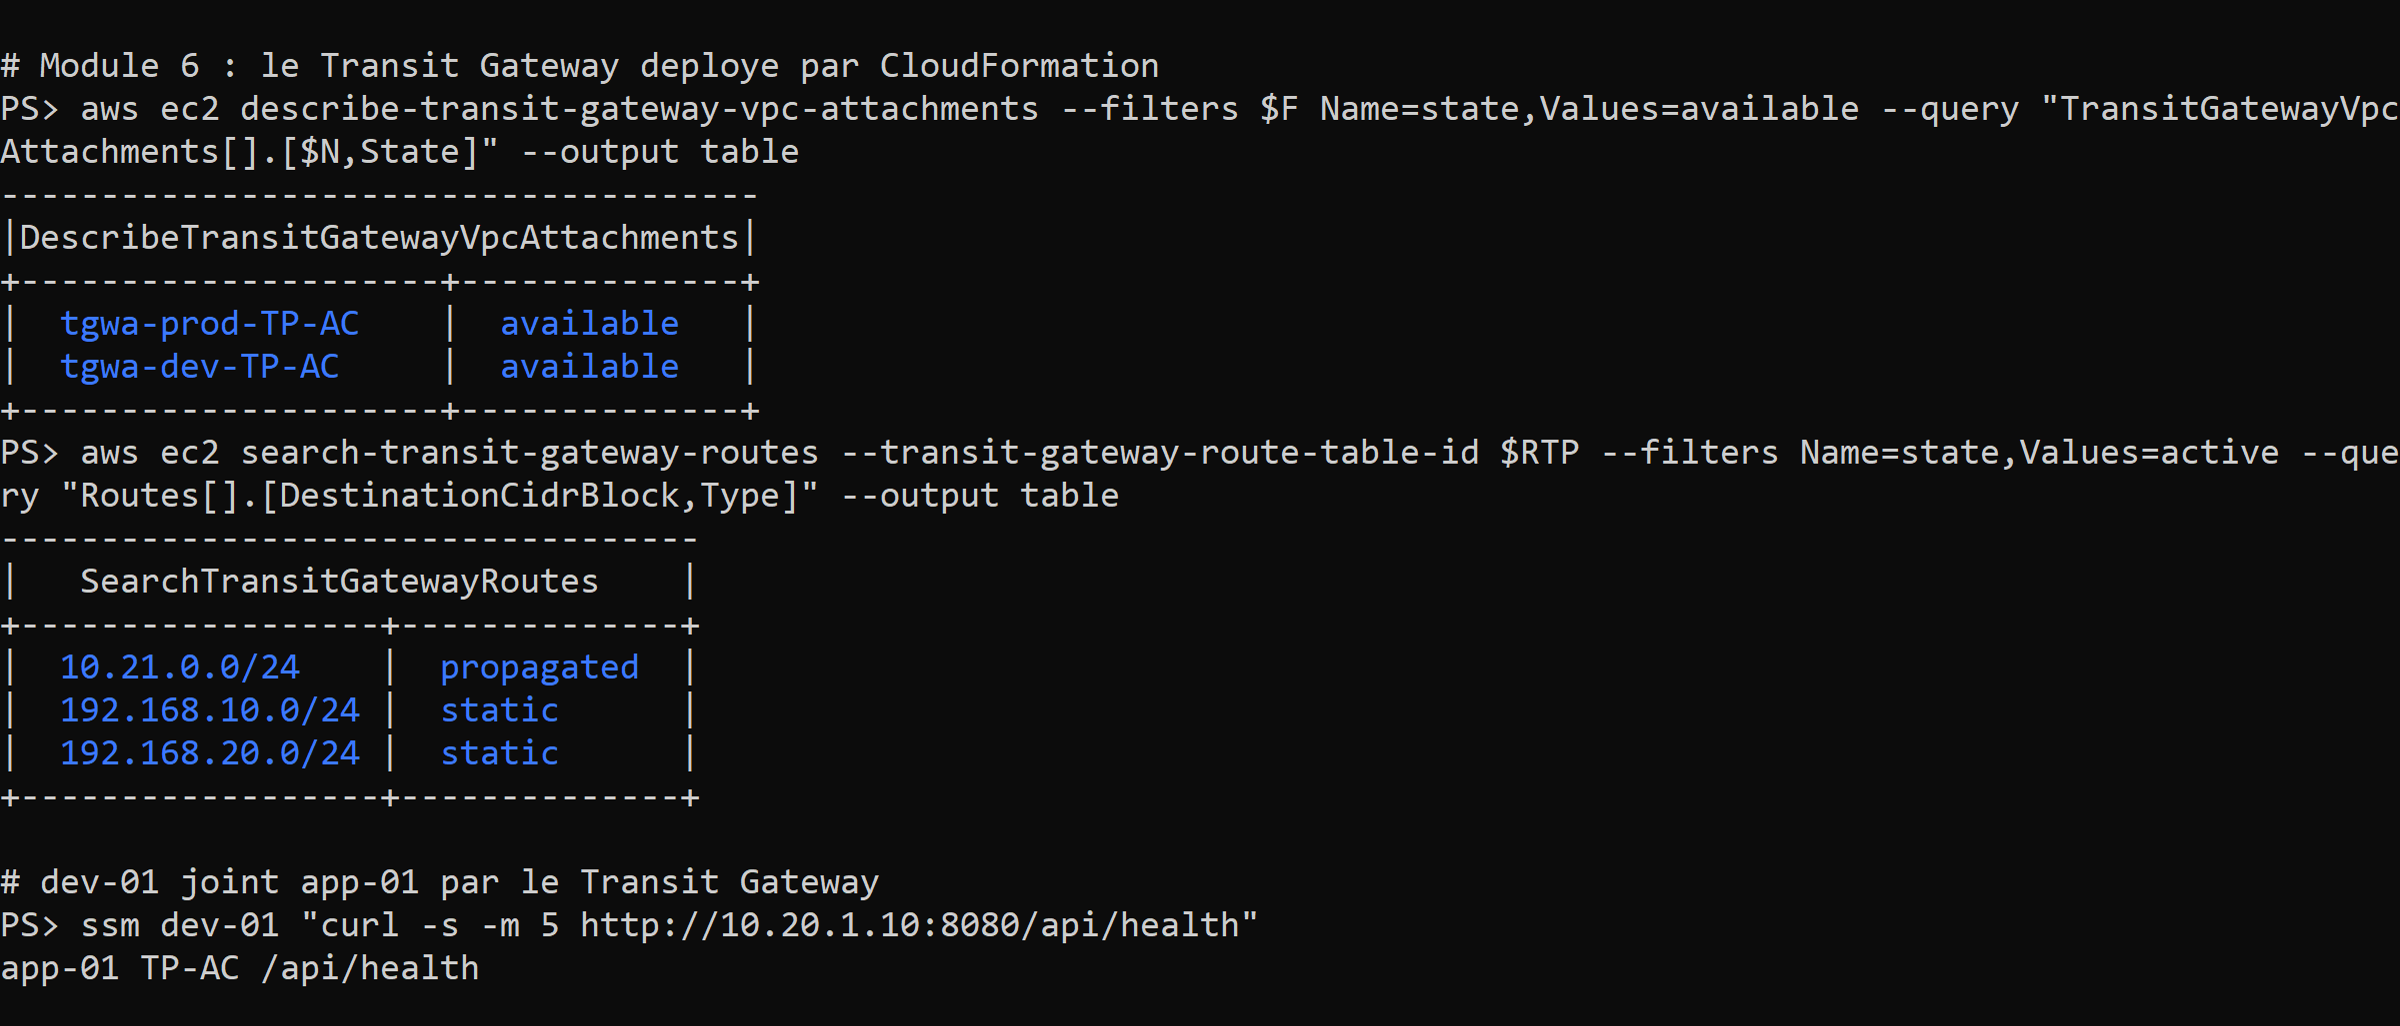 # Module 6 : le Transit Gateway deploye par CloudFormation
PS> aws ec2 describe-transit-gateway-vpc-attachments --filters $F Name=state,Values=available --query "TransitGatewayVpc
Attachments[].[$N,State]" --output table
--------------------------------------
|DescribeTransitGatewayVpcAttachments|
+---------------------+--------------+
|  tgwa-prod-TP-AC    |  available   |
|  tgwa-dev-TP-AC     |  available   |
+---------------------+--------------+
PS> aws ec2 search-transit-gateway-routes --transit-gateway-route-table-id $RTP --filters Name=state,Values=active --que
ry "Routes[].[DestinationCidrBlock,Type]" --output table
-----------------------------------
|   SearchTransitGatewayRoutes    |
+------------------+--------------+
|  10.21.0.0/24    |  propagated  |
|  192.168.10.0/24 |  static      |
|  192.168.20.0/24 |  static      |
+------------------+--------------+
# dev-01 joint app-01 par le Transit Gateway
PS> ssm dev-01 "curl -s -m 5 http://10.20.1.10:8080/api/health"
app-01 TP-AC /api/health